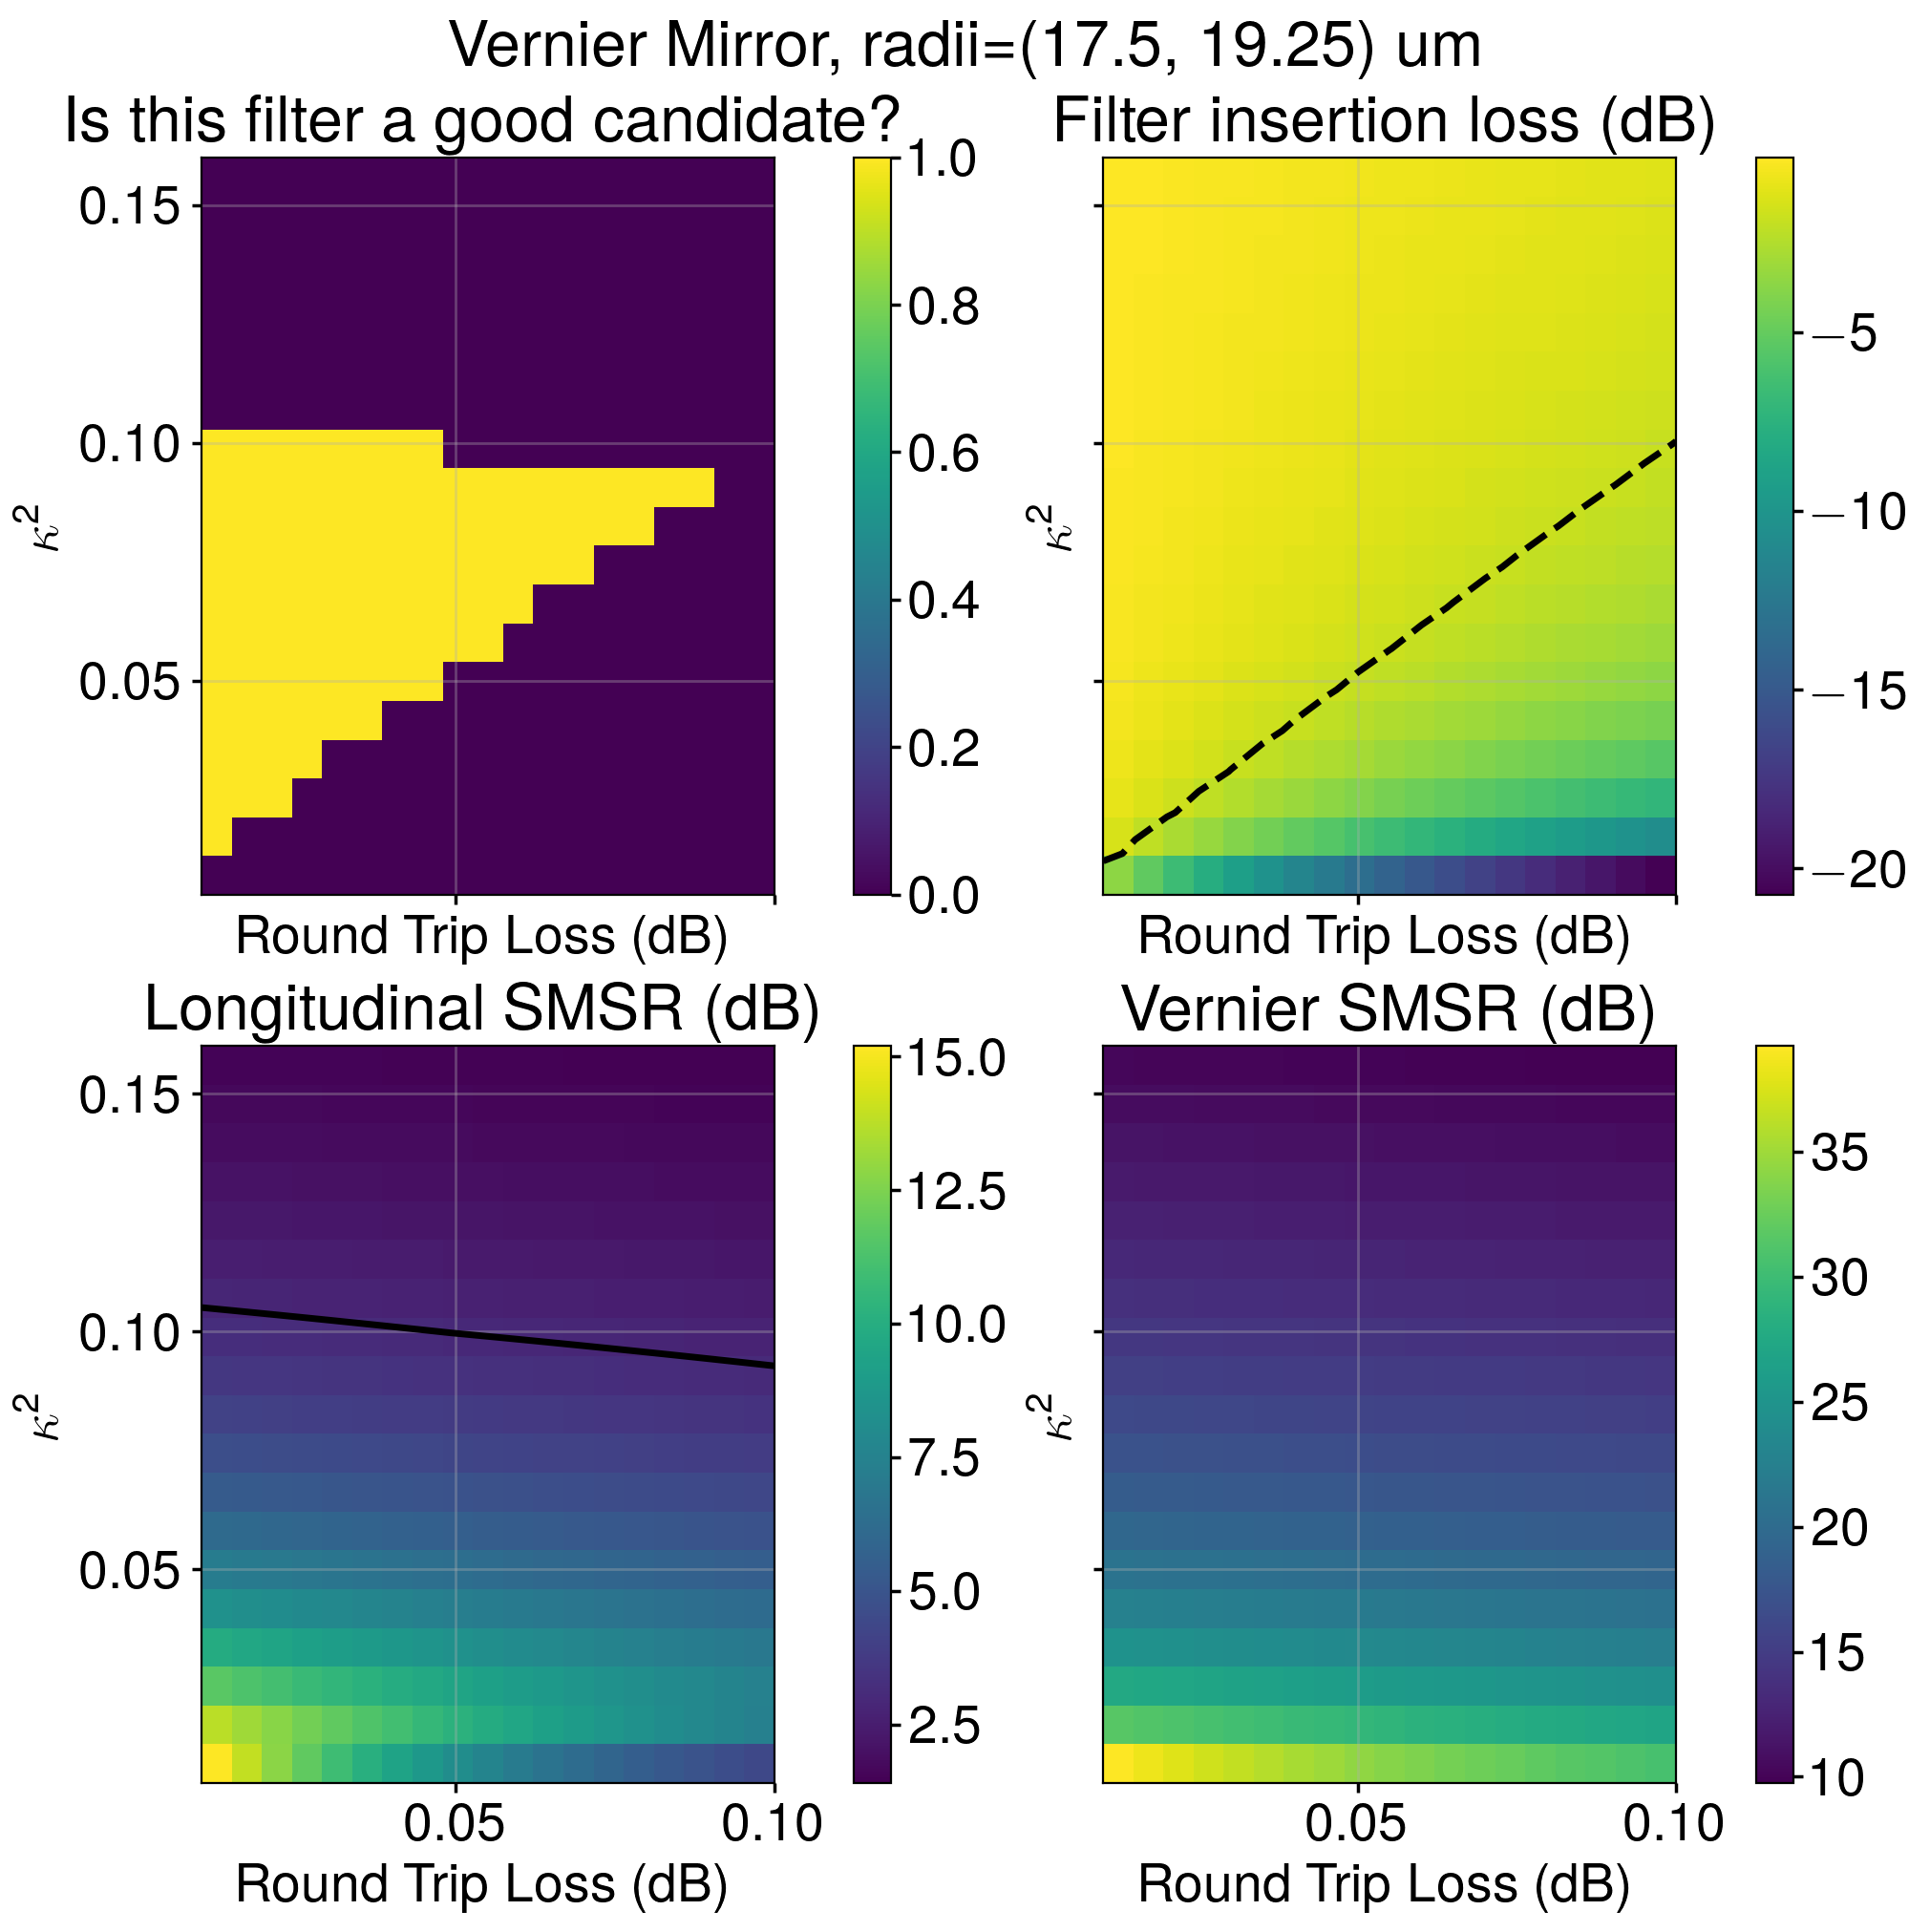 Vernier Mirror, radii=(17.5, 19.25) um
Is this filter a good candidate?
0.15
0.10
0.05
κ²
Round Trip Loss (dB)
1.0
0.8
0.6
0.4
0.2
0.0
Filter insertion loss (dB)
κ²
Round Trip Loss (dB)
−5
−10
−15
−20
Longitudinal SMSR (dB)
0.15
0.10
0.05
κ²
0.05 0.10
Round Trip Loss (dB)
15.0
12.5
10.0
7.5
5.0
2.5
Vernier SMSR (dB)
κ²
0.05 0.10
Round Trip Loss (dB)
35
30
25
20
15
10